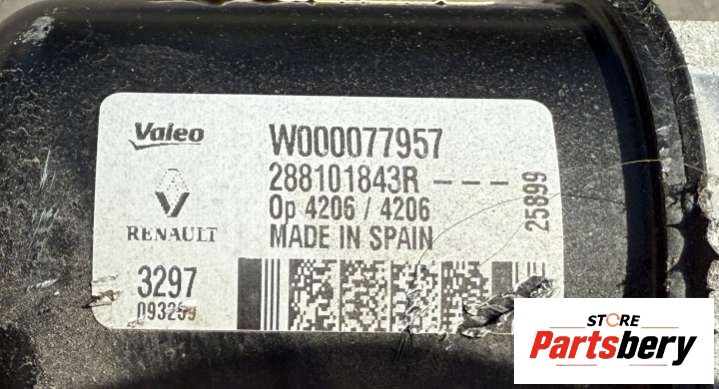 Valeo
W000077957
288101843R---
Op 4206 / 4206
RENAULT
MADE IN SPAIN
25899
3297
STORE
Partsbery